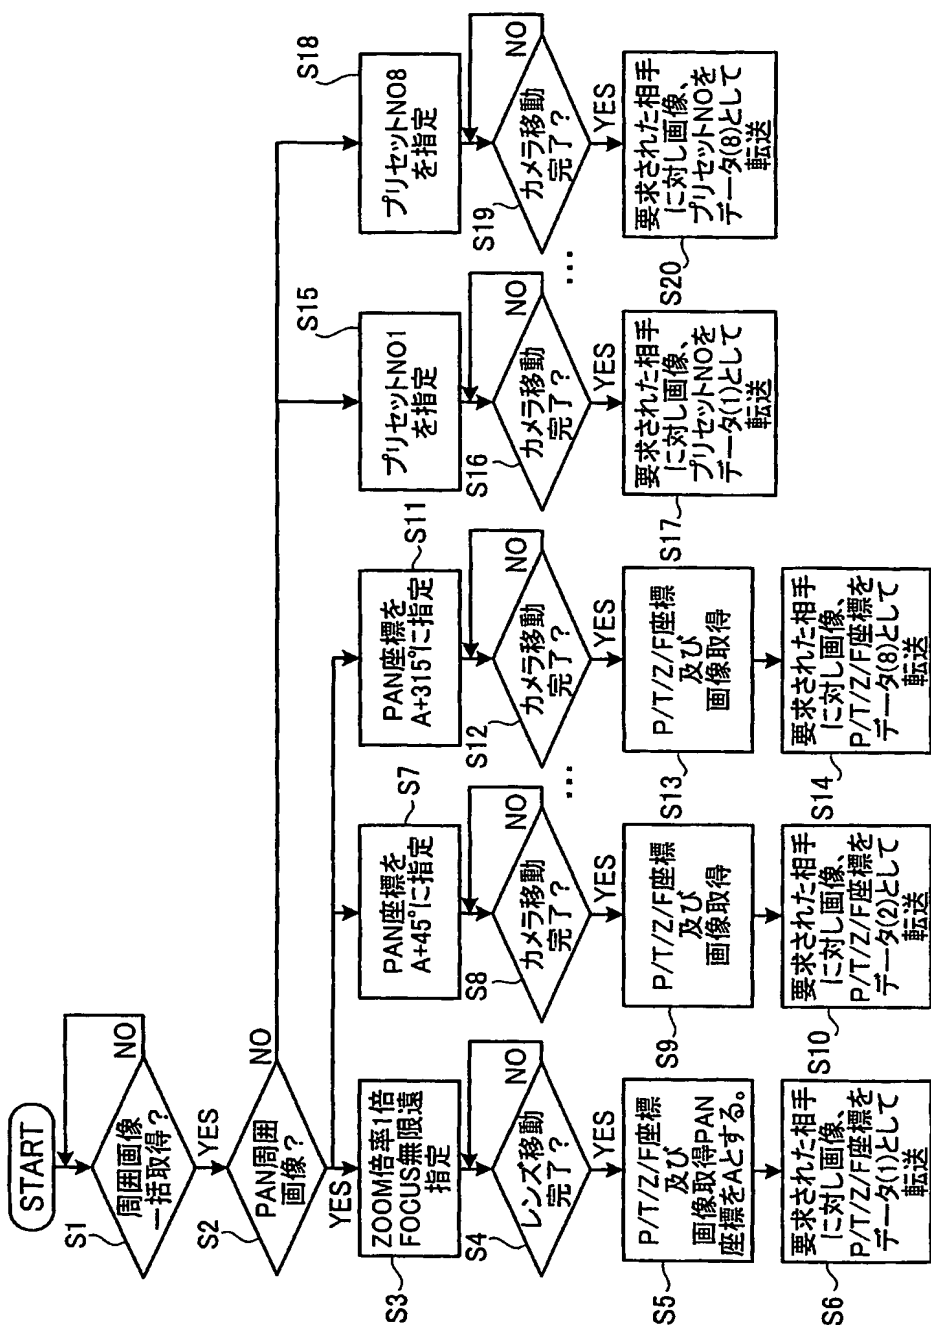 START
S1
周囲画像
一括取得？
NO
YES
S2
PAN周囲
画像？
NO
YES
S3
ZOOM倍率1倍
FOCUS無限遠
指定
S4
レンズ移動
完了？
NO
YES
S5
P/T/Z/F座標
及び
画像取得PAN
座標をAとする。
S6
要求された相手
に対し画像、
P/T/Z/F座標を
データ(1)として
転送
S7
PAN座標を
A+45°に指定
S8
カメラ移動
完了？
NO
YES
S9
P/T/Z/F座標
及び
画像取得
S10
要求された相手
に対し画像、
P/T/Z/F座標を
データ(2)として
転送
…
S11
PAN座標を
A+315°に指定
S12
カメラ移動
完了？
NO
YES
S13
P/T/Z/F座標
及び
画像取得
S14
要求された相手
に対し画像、
P/T/Z/F座標を
データ(8)として
転送
S15
プリセットNO1
を指定
S16
カメラ移動
完了？
NO
YES
S17
要求された相手
に対し画像、
プリセットNOを
データ(1)として
転送
…
S18
プリセットNO8
を指定
S19
カメラ移動
完了？
NO
YES
S20
要求された相手
に対し画像、
プリセットNOを
データ(8)として
転送